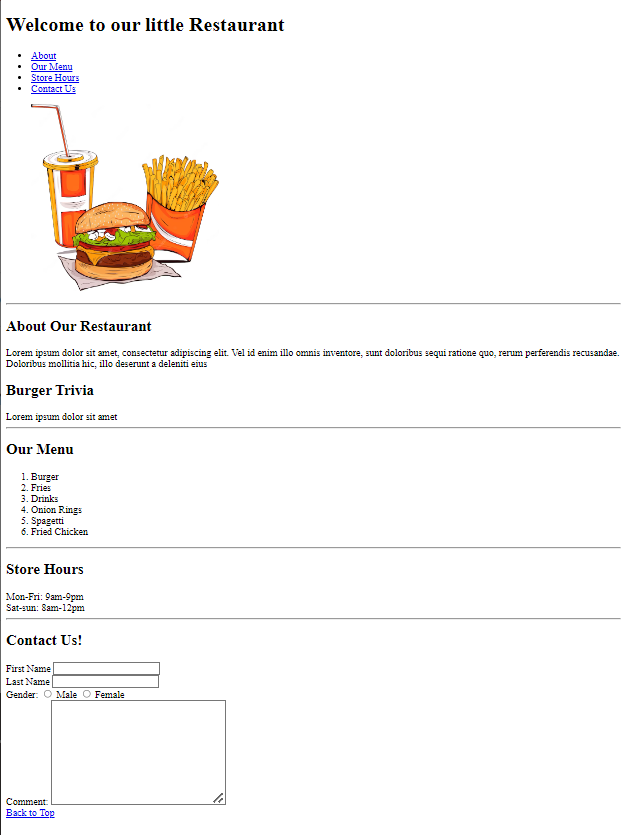 Welcome to our little Restaurant
About
Our Menu
Store Hours
Contact Us
About Our Restaurant
Lorem ipsum dolor sit amet, consectetur adipiscing elit. Vel id enim illo omnis inventore, sunt doloribus sequi ratione quo, rerum perferendis recusandae.
Doloribus mollitia hic, illo deserunt a deleniti eius
Burger Trivia
Lorem ipsum dolor sit amet
Our Menu
1. Burger
2. Fries
3. Drinks
4. Onion Rings
5. Spagetti
6. Fried Chicken
Store Hours
Mon-Fri: 9am-9pm
Sat-sun: 8am-12pm
Contact Us!
First Name
Last Name
Gender: Male Female
Comment:
Back to Top